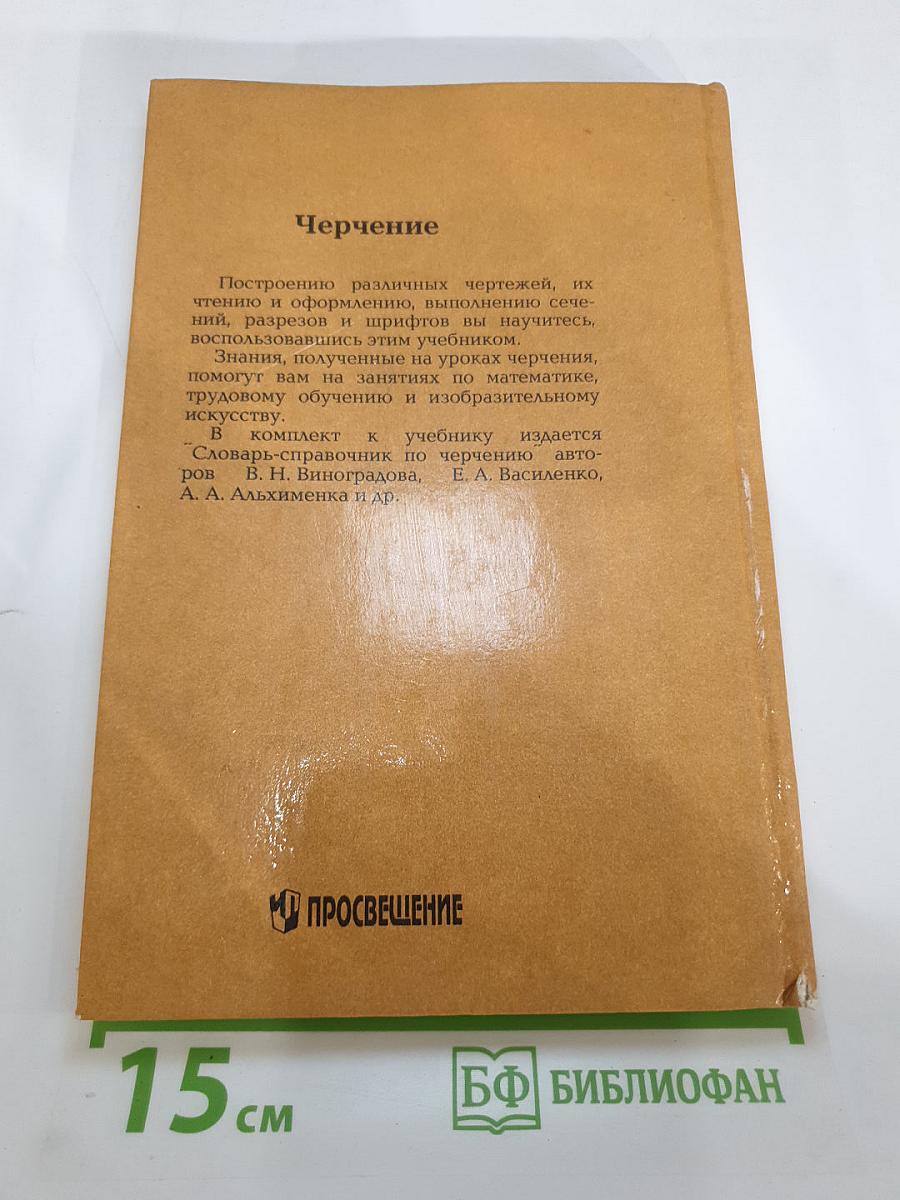 Черчение
Построению различных чертежей, их
чтению и оформлению, выполнению сече-
ний, разрезов и шрифтов вы научитесь,
воспользовавшись этим учебником.
Знания, полученные на уроках черчения,
помогут вам на занятиях по математике,
трудовому обучению и изобразительному
искусству.
В комплект к учебнику издается
"Словарь-справочник по черчению" авто-
ров В. Н. Виноградова, Е. А. Василенко,
А. А. Альхименка и др.
ПРОСВЕЩЕНИЕ
15 см
БФ БИБЛИОФАН